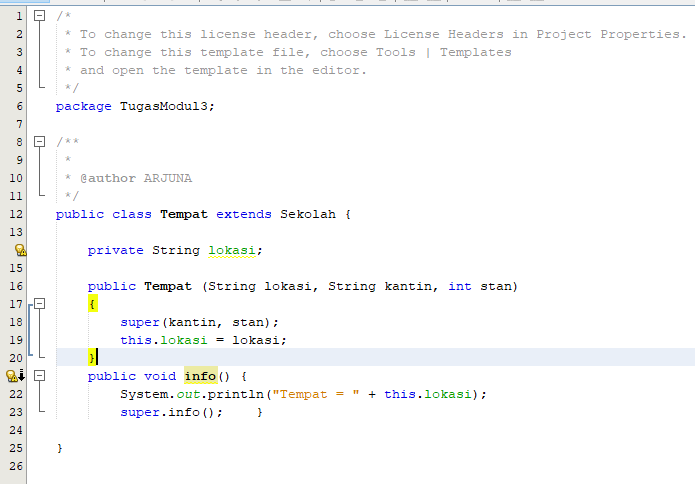 1 /*
2 * To change this license header, choose License Headers in Project Properties.
3 * To change this template file, choose Tools | Templates
4 * and open the template in the editor.
5 */
6 package TugasModul3;
7
8 /**
9 *
10 * @author ARJUNA
11 */
12 public class Tempat extends Sekolah {
13
private String lokasi;
15
16 public Tempat (String lokasi, String kantin, int stan)
17 {
18 super(kantin, stan);
19 this.lokasi = lokasi;
20 }
public void info() {
22 System.out.println("Tempat = " + this.lokasi);
23 super.info(); }
24
25 }
26